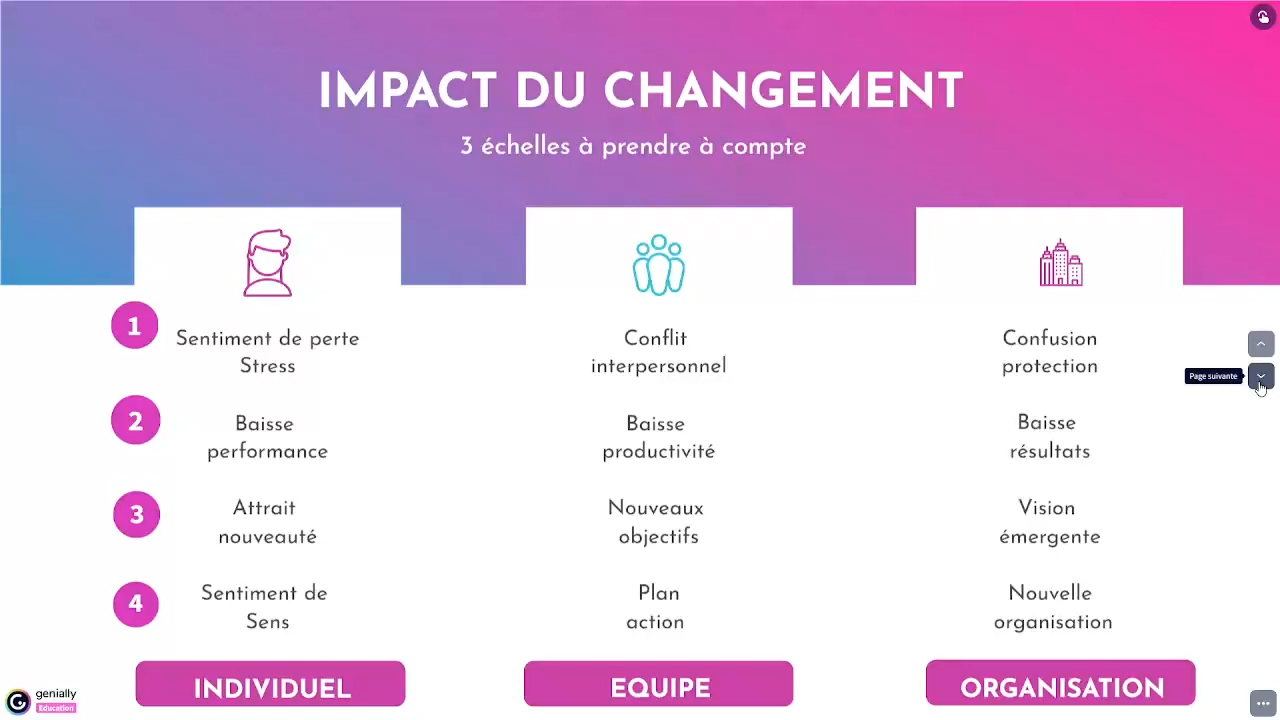 IMPACT DU CHANGEMENT
3 échelles à prendre à compte
1
Sentiment de perte
Stress
Conflit
interpersonnel
Confusion
protection
Page suivante
2
Baisse
performance
Baisse
productivité
Baisse
résultats
3
Attrait
nouveauté
Nouveaux
objectifs
Vision
émergente
4
Sentiment de
Sens
Plan
action
Nouvelle
organisation
INDIVIDUEL
EQUIPE
ORGANISATION
genially
Education